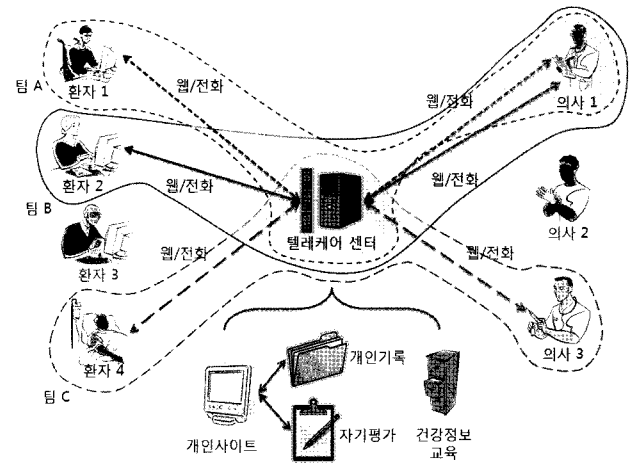 환자 1
팀 A
웹/전화
웹/전화
의사 1
환자 2
웹/전화
웹/전화
팀 B
환자 3
웹/전화
텔레케어 센터
웹/전화
의사 2
환자 4
의사 3
팀 C
개인기록
개인사이트
자기평가
건강정보
교육